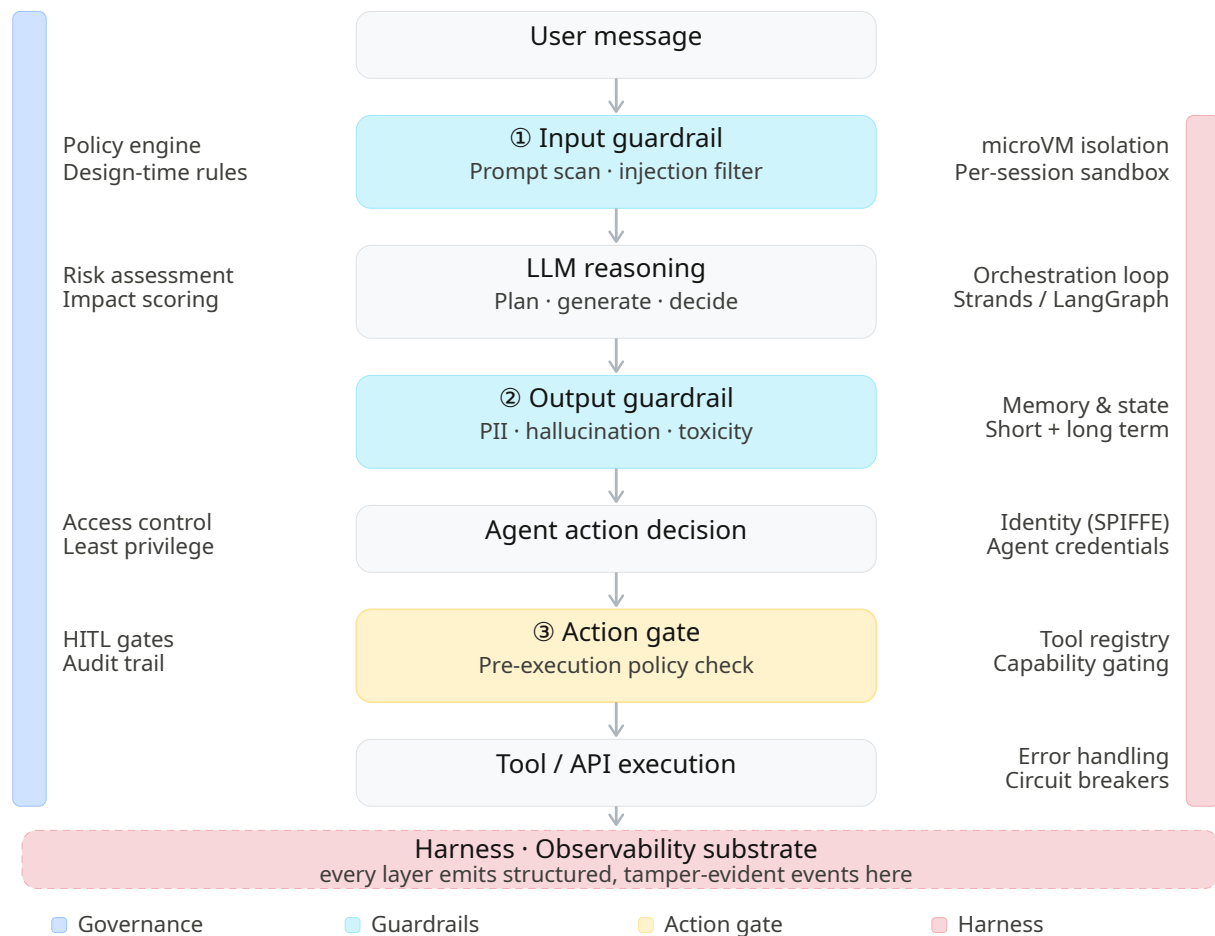 User message
① Input guardrail
Prompt scan · injection filter
Policy engine
Design-time rules
microVM isolation
Per-session sandbox
LLM reasoning
Plan · generate · decide
Risk assessment
Impact scoring
Orchestration loop
Strands / LangGraph
② Output guardrail
PII · hallucination · toxicity
Memory & state
Short + long term
Agent action decision
Access control
Least privilege
Identity (SPIFFE)
Agent credentials
③ Action gate
Pre-execution policy check
HITL gates
Audit trail
Tool registry
Capability gating
Tool / API execution
Error handling
Circuit breakers
Harness · Observability substrate
every layer emits structured, tamper-evident events here
Governance
Guardrails
Action gate
Harness